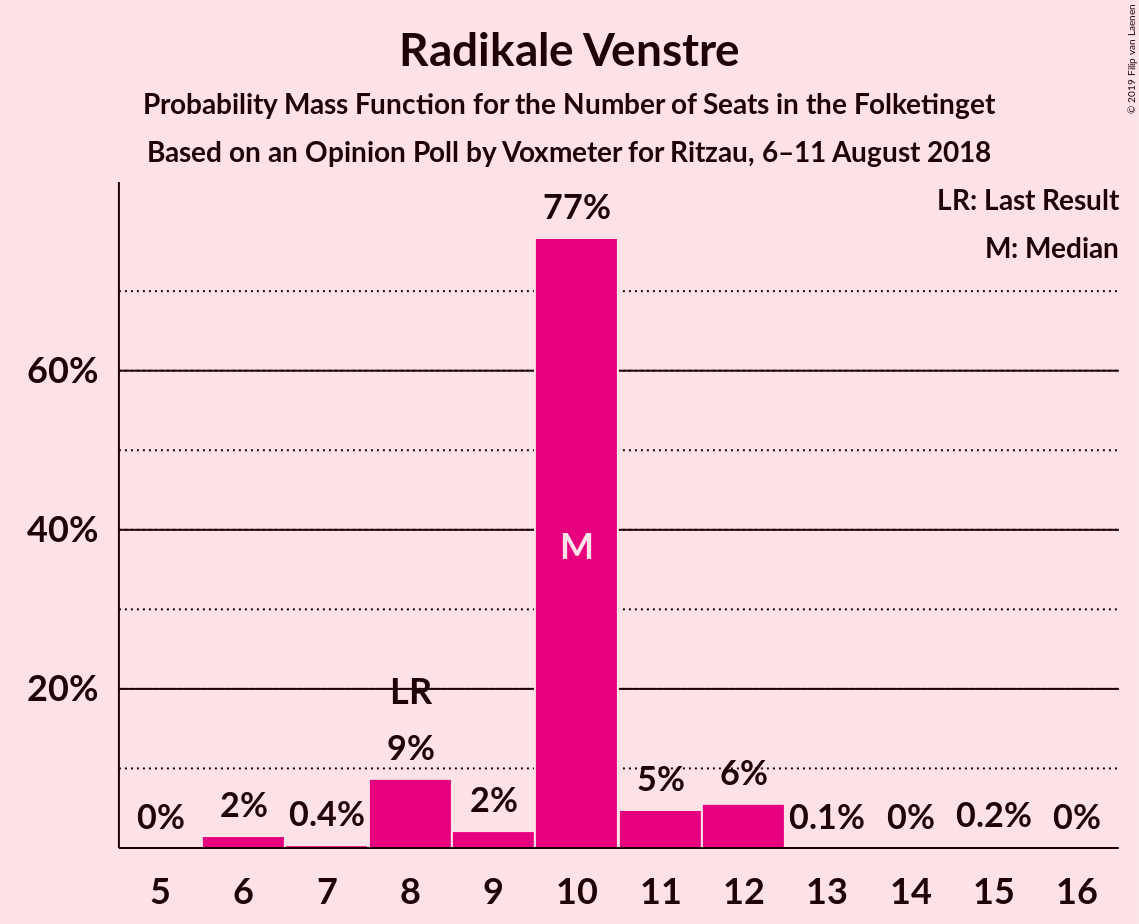 Radikale Venstre
Probability Mass Function for the Number of Seats in the Folketinget
Based on an Opinion Poll by Voxmeter for Ritzau, 6–11 August 2018
© 2019 Filip van Laenen
LR: Last Result
M: Median
77%
60%
40%
20%
M
LR
0%
2%
0.4%
9%
2%
5%
6%
0.1%
0%
0.2%
0%
5 6 7 8 9 10 11 12 13 14 15 16